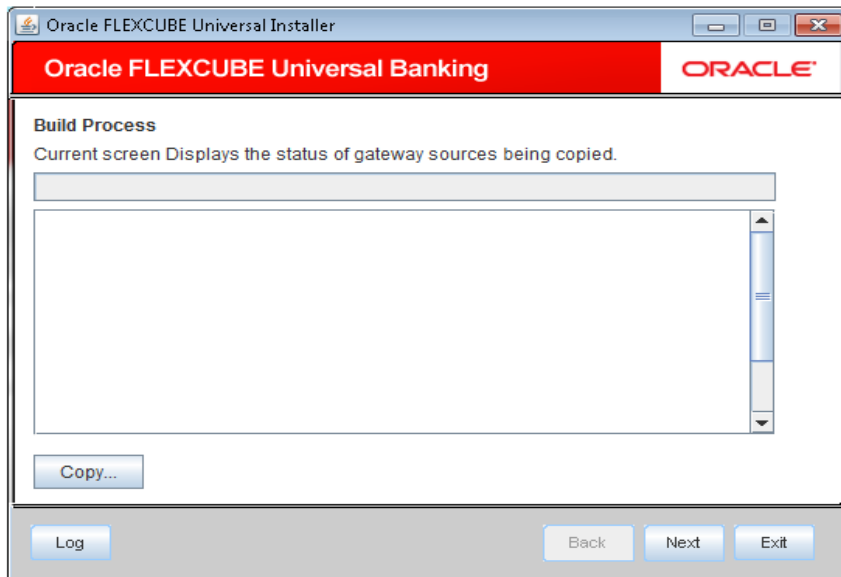 Oracle FLEXCUBE Universal Installer
Oracle FLEXCUBE Universal Banking
ORACLE
Build Process
Current screen Displays the status of gateway sources being copied.
Copy...
Log
Back
Next
Exit